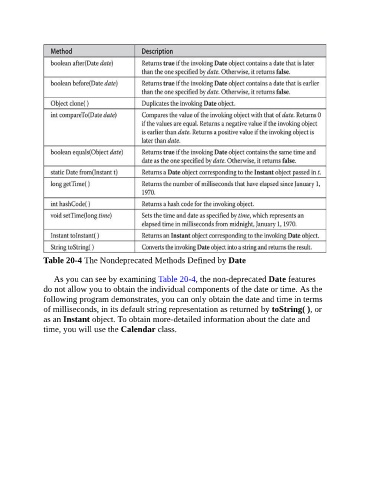 Method Description
boolean after(Date date) Returns true if the invoking Date object contains a date that is later
than the one specified by date. Otherwise, it returns false.
boolean before(Date date) Returns true if the invoking Date object contains a date that is earlier
than the one specified by date. Otherwise, it returns false.
Object clone( ) Duplicates the invoking Date object.
int compareTo(Date date) Compares the value of the invoking object with that of date. Returns 0
if the values are equal. Returns a negative value if the invoking object
is earlier than date. Returns a positive value if the invoking object is
later than date.
boolean equals(Object date) Returns true if the invoking Date object contains the same time and
date as the one specified by date. Otherwise, it returns false.
static Date from(Instant t) Returns a Date object corresponding to the Instant object passed in t.
long getTime( ) Returns the number of milliseconds that have elapsed since January 1,
1970.
int hashCode( ) Returns a hash code for the invoking object.
void setTime(long time) Sets the time and date as specified by time, which represents an
elapsed time in milliseconds from midnight, January 1, 1970.
Instant toInstant( ) Returns an Instant object corresponding to the invoking Date object.
String toString( ) Converts the invoking Date object into a string and returns the result.
Table 20-4 The Nondeprecated Methods Defined by Date
As you can see by examining Table 20-4, the non-deprecated Date features
do not allow you to obtain the individual components of the date or time. As the
following program demonstrates, you can only obtain the date and time in terms
of milliseconds, in its default string representation as returned by toString( ), or
as an Instant object. To obtain more-detailed information about the date and
time, you will use the Calendar class.